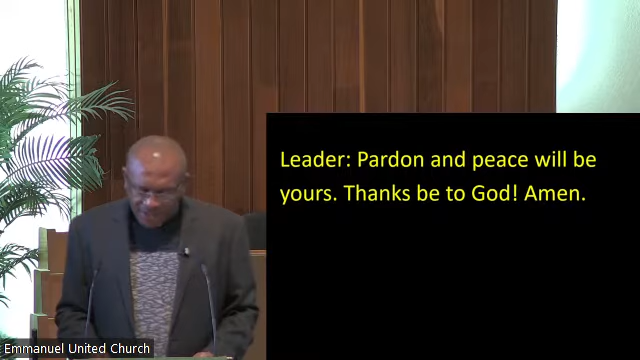 Leader: Pardon and peace will be
yours. Thanks be to God! Amen.
Emmanuel United Church